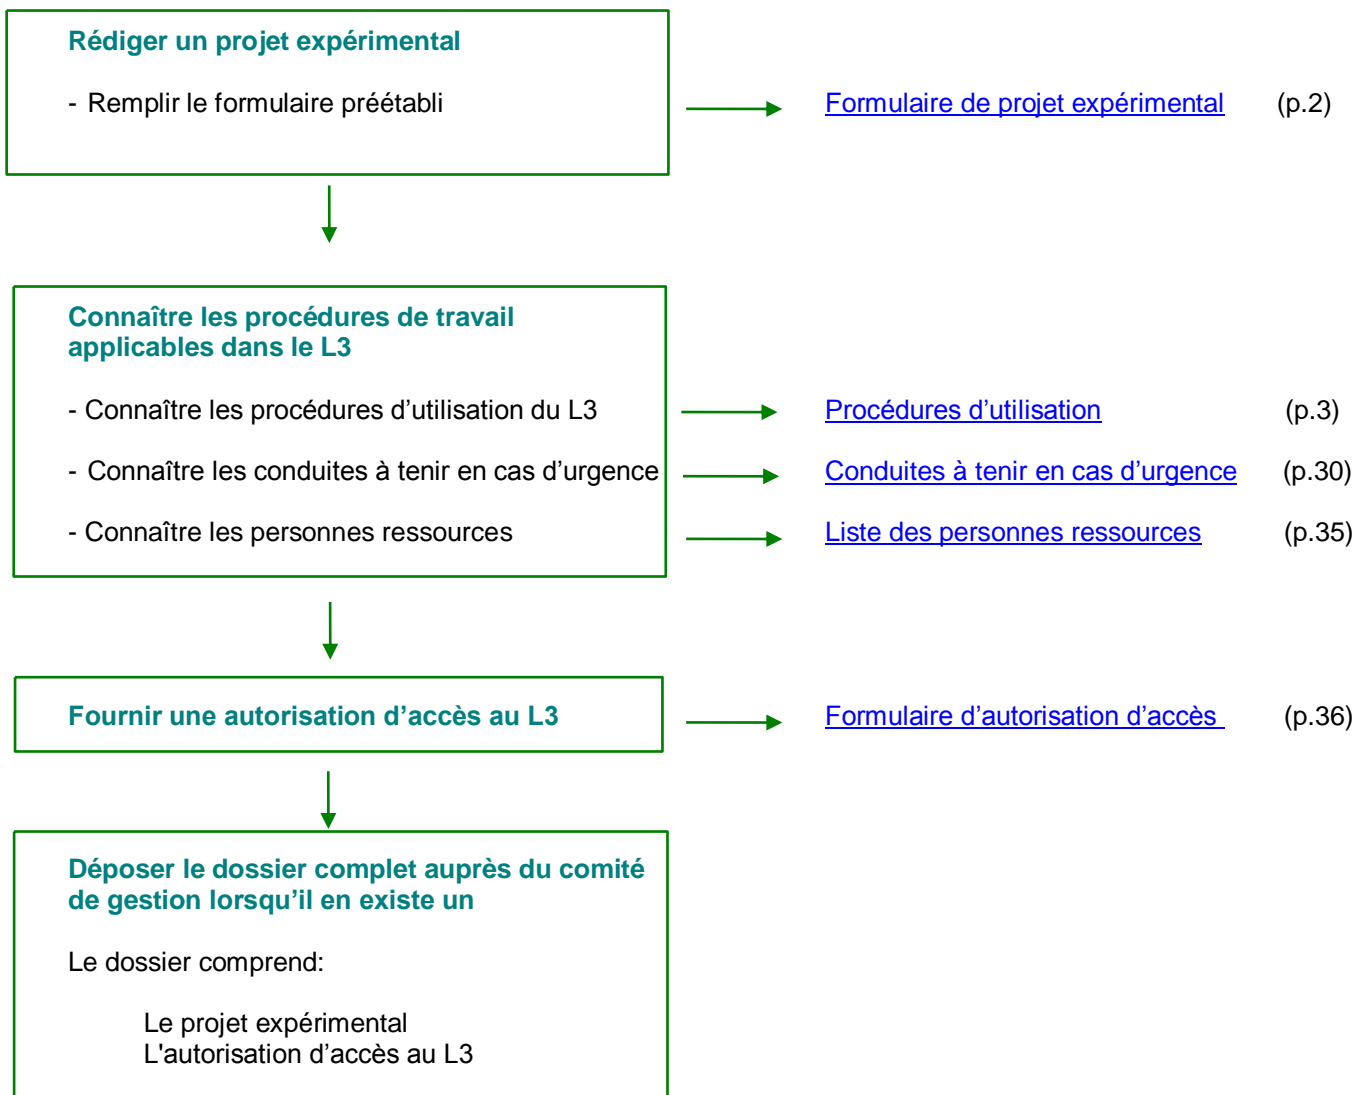 Rédiger un projet expérimental
- Remplir le formulaire préétabli
Formulaire de projet expérimental (p.2)
Connaître les procédures de travail
applicables dans le L3
- Connaître les procédures d’utilisation du L3
Procédures d’utilisation (p.3)
- Connaître les conduites à tenir en cas d’urgence
Conduites à tenir en cas d’urgence (p.30)
- Connaître les personnes ressources
Liste des personnes ressources (p.35)
Fournir une autorisation d’accès au L3
Formulaire d’autorisation d’accès (p.36)
Déposer le dossier complet auprès du comité
de gestion lorsqu’il en existe un
Le dossier comprend:
Le projet expérimental
L'autorisation d’accès au L3